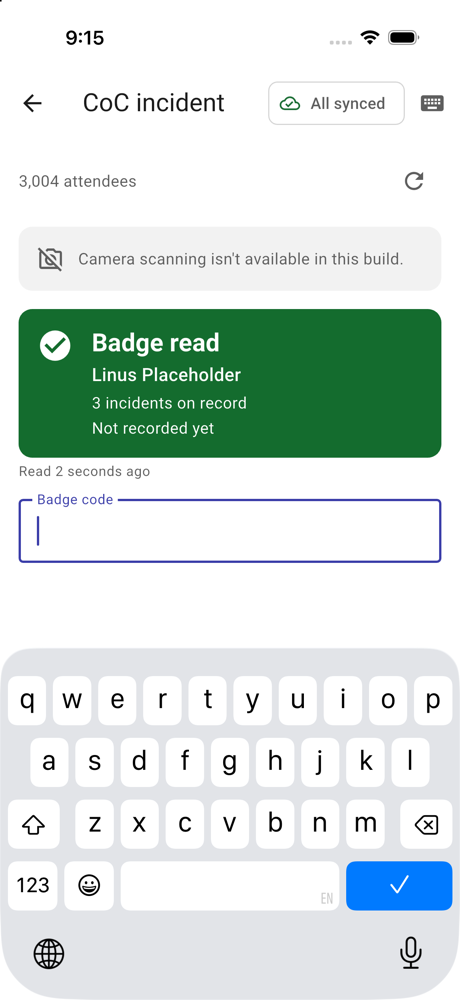 9:15
CoC incident
All synced
3,004 attendees
Camera scanning isn't available in this build.
Badge read
Linus Placeholder
3 incidents on record
Not recorded yet
Read 2 seconds ago
Badge code
q w e r t y u i o p
a s d f g h j k l
z x c v b n m
123
EN